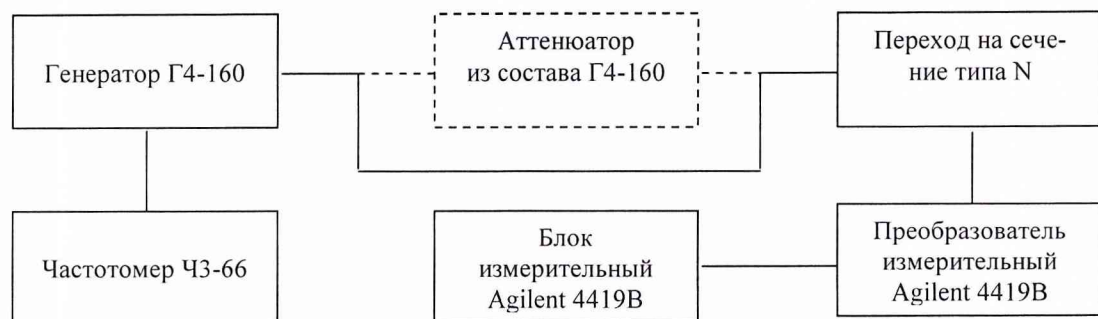 Генератор Г4-160
Аттенюатор
из состава Г4-160
Переход на сече-
ние типа N
Частотомер Ч3-66
Блок
измерительный
Agilent 4419B
Преобразователь
измерительный
Agilent 4419B